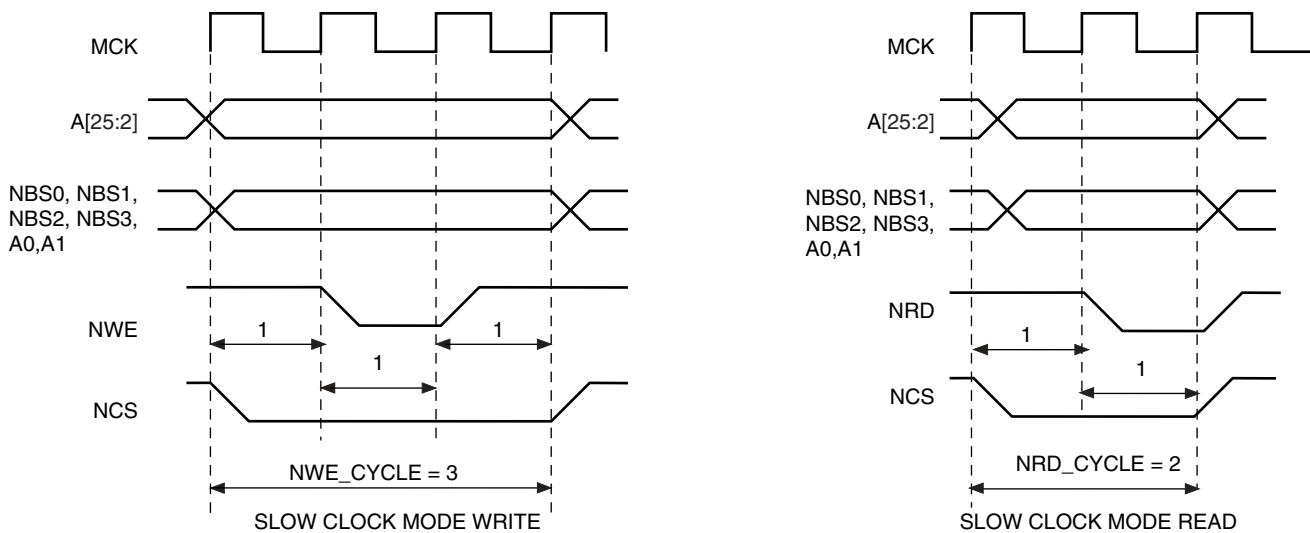 MCK
A[25:2]
NBS0, NBS1,
NBS2, NBS3,
A0,A1
NWE
1
1
1
NCS
NWE_CYCLE = 3
SLOW CLOCK MODE WRITE
MCK
A[25:2]
NBS0, NBS1,
NBS2, NBS3,
A0,A1
NRD
1
1
NCS
NRD_CYCLE = 2
SLOW CLOCK MODE READ